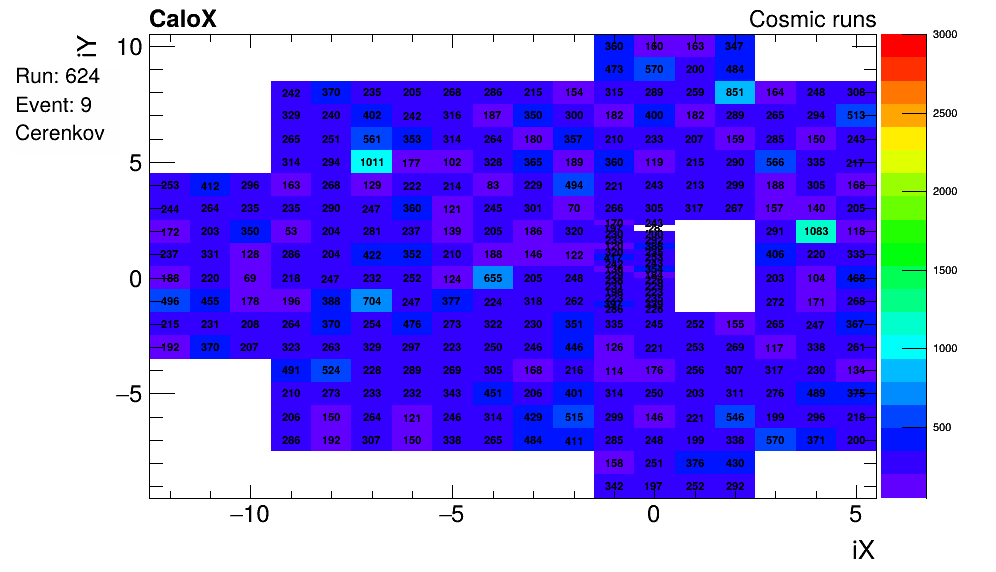 CaloX Cosmic runs
iY
Run: 624
Event: 9
Cerenkov
10 360 160 163 347 3000
473 570 200 484
242 370 235 205 268 286 215 154 315 289 259 851 164 248 308
329 240 402 242 316 187 350 300 182 400 182 289 265 294 513 2500
265 251 561 353 314 264 180 357 210 233 207 159 285 150 243
5 314 294 1011 177 102 328 365 189 360 119 215 290 566 335 217
253 412 296 163 268 129 222 214 83 229 494 221 243 213 299 188 305 168 2000
244 264 235 235 290 247 360 121 245 301 70 266 305 317 267 157 140 205
172 203 350 53 204 281 237 139 205 186 320 291 1083 118
237 331 128 286 204 422 352 210 188 146 122 406 220 333 1500
0 186 220 69 218 247 232 252 124 655 205 248 203 104 468
496 455 178 196 388 704 247 377 224 318 262 272 171 268
215 231 208 264 370 254 476 273 322 230 351 335 245 252 155 265 247 367
192 370 207 323 263 329 297 223 250 246 446 126 221 253 269 117 338 261 1000
491 524 226 289 269 305 168 216 114 176 256 307 317 230 134
−5 210 273 233 232 343 451 206 401 314 250 203 311 276 489 375
206 150 264 121 246 314 429 515 299 146 221 546 199 296 218 500
286 192 307 150 338 265 484 411 265 248 199 338 570 371 200
158 251 376 430
342 197 252 292
−10 −5 0 5
iX